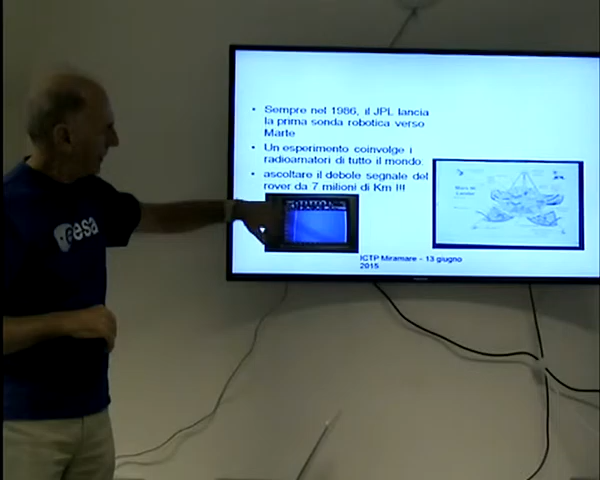 • Sempre nel 1986, il JPL lancia
la prima sonda robotica verso
Marte
• Un esperimento coinvolge i
radioamatori di tutto il mondo.
• ascoltare il debole segnale del
rover da 7 milioni di Km !!!
ICTP Miramare - 13 giugno
2015
esa